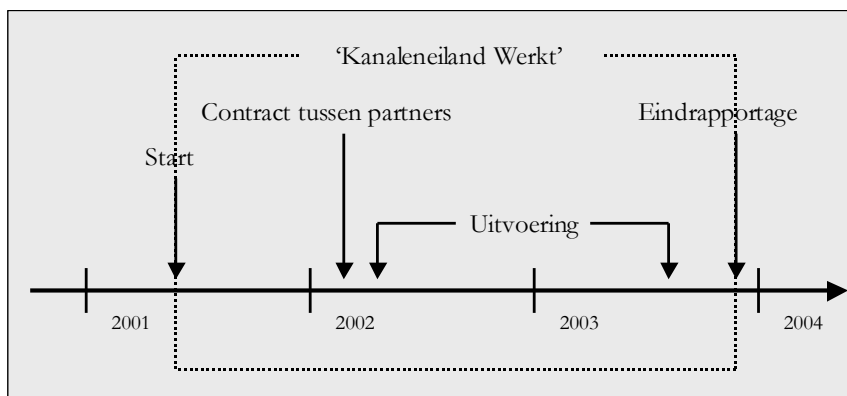 ‘Kanaleneiland Werkt’
Contract tussen partners
Eindrapportage
Start
Uitvoering
2001
2002
2003
2004